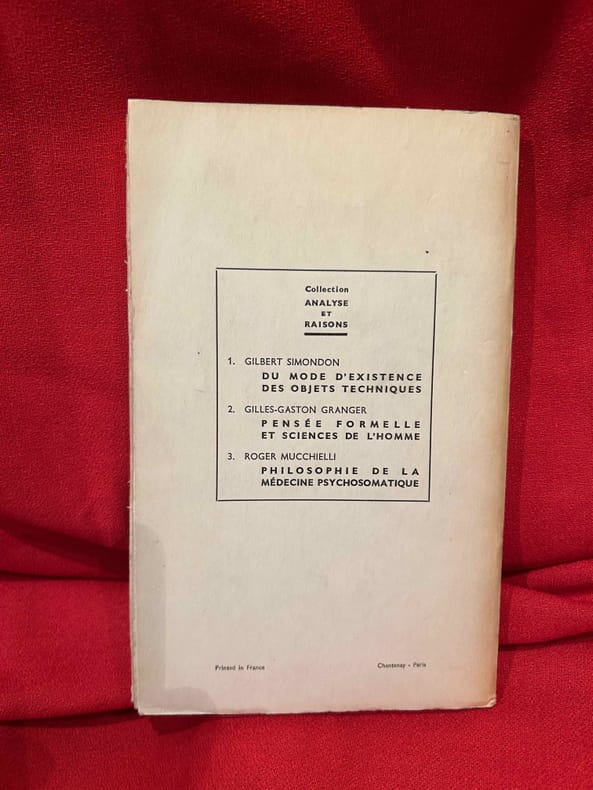 Collection
ANALYSE
ET
RAISONS
1. GILBERT SIMONDON
DU MODE D'EXISTENCE
DES OBJETS TECHNIQUES
2. GILLES-GASTON GRANGER
PENSÉE FORMELLE
ET SCIENCES DE L'HOMME
3. ROGER MUCCHIELLI
PHILOSOPHIE DE LA
MÉDECINE PSYCHOSOMATIQUE
Printed in France
Chantenay - Paris